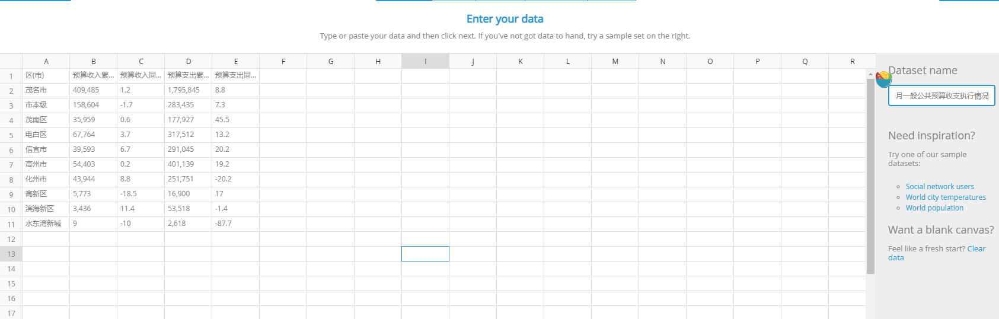 Enter your data
Type or paste your data and then click next. If you've not got data to hand, try a sample set on the right.
A B C D E F G H I J K L M N O P Q R
1 区(市) 预算收入累... 预算收入同... 预算支出累... 预算支出同...
2 茂名市 409,485 1.2 1,795,845 8.8
3 市本级 158,604 -1.7 283,435 7.3
4 茂南区 35,959 0.6 177,927 45.5
5 电白区 67,764 3.7 317,512 13.2
6 信宜市 39,593 6.7 291,045 20.2
7 高州市 54,403 0.2 401,139 19.2
8 化州市 43,944 8.8 251,751 -20.2
9 高新区 5,773 -18.5 16,900 17
10 滨海新区 3,436 11.4 53,518 -1.4
11 水东湾新城 9 -10 2,618 -87.7
12
13
14
15
16
17
Dataset name
月一般公共预算收支执行情况
Need inspiration?
Try one of our sample
datasets:
Social network users
World city temperatures
World population
Want a blank canvas?
Feel like a fresh start? Clear
data